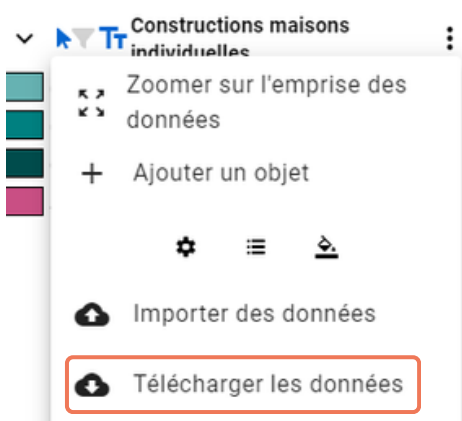 Constructions maisons
individuelles
Zoomer sur l'emprise des
données
Ajouter un objet
Importer des données
Télécharger les données